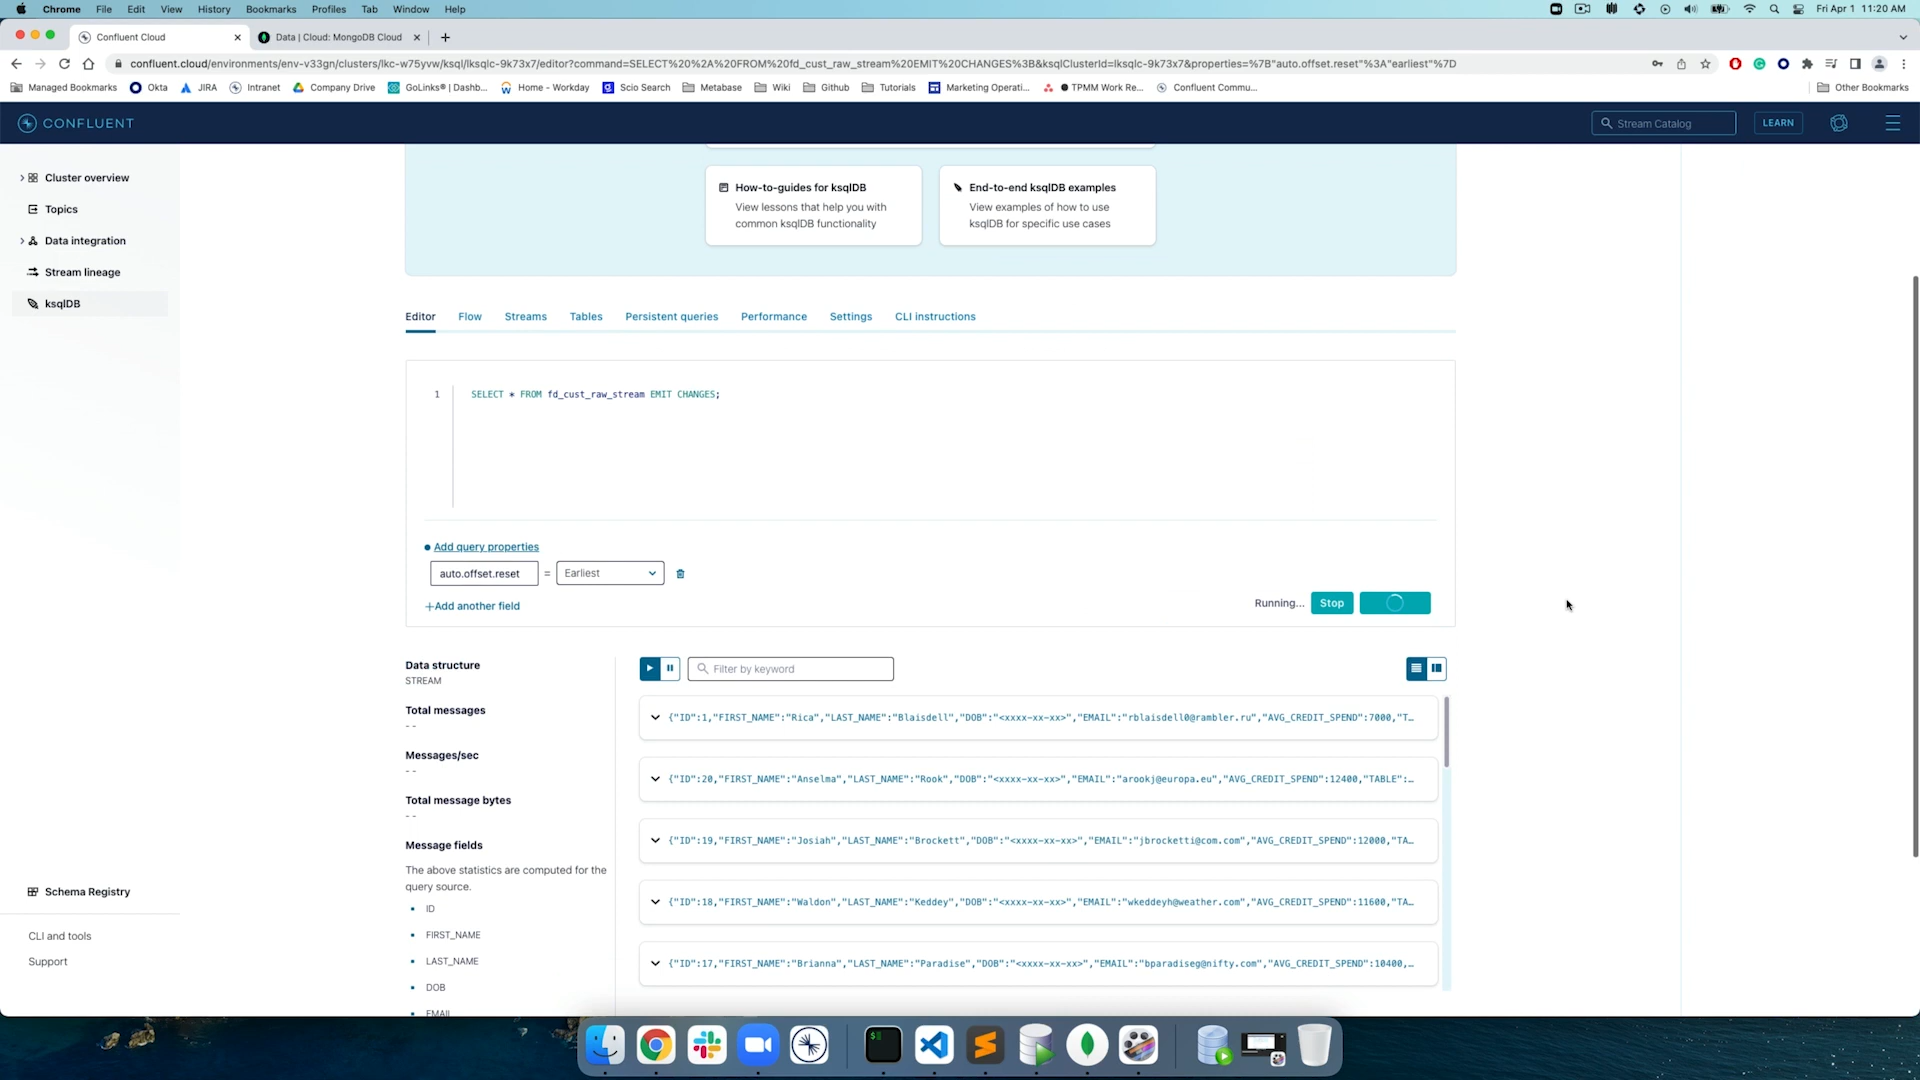 Chrome File Edit View History Bookmarks Profiles Tab Window Help Fri Apr 1 11:20 AM
Confluent Cloud Data | Cloud: MongoDB Cloud
confluent.cloud/environments/env-v33gn/clusters/lkc-w75yvw/ksql/lksqlc-9k73x7/editor?command=SELECT%20%2A%20FROM%20fd_cust_raw_stream%20EMIT%20CHANGES%3B&ksqlClusterId=lksqlc-9k73x7&properties=%7B"auto.offset.reset"%3A"earliest"%7D
Managed Bookmarks Okta JIRA Intranet Company Drive GoLinks® | Dashb... Home - Workday Scio Search Metabase Wiki Github Tutorials Marketing Operati... TPMM Work Re... Confluent Commu... Other Bookmarks
CONFLUENT Stream Catalog LEARN
Cluster overview
Topics
Data integration
Stream lineage
ksqlDB
Schema Registry
CLI and tools
Support
How-to-guides for ksqlDB
View lessons that help you with
common ksqlDB functionality
End-to-end ksqlDB examples
View examples of how to use
ksqlDB for specific use cases
Editor Flow Streams Tables Persistent queries Performance Settings CLI instructions
1 SELECT * FROM fd_cust_raw_stream EMIT CHANGES;
Add query properties
auto.offset.reset = Earliest
+Add another field
Running... Stop
Data structure
STREAM
Total messages
- -
Messages/sec
- -
Total message bytes
- -
Message fields
The above statistics are computed for the
query source.
ID
FIRST_NAME
LAST_NAME
DOB
EMAIL
Filter by keyword
{"ID":1,"FIRST_NAME":"Rica","LAST_NAME":"Blaisdell","DOB":"<xxxx-xx-xx>","EMAIL":"rblaisdell0@rambler.ru","AVG_CREDIT_SPEND":7000,"T…
{"ID":20,"FIRST_NAME":"Anselma","LAST_NAME":"Rook","DOB":"<xxxx-xx-xx>","EMAIL":"arookj@europa.eu","AVG_CREDIT_SPEND":12400,"TABLE":…
{"ID":19,"FIRST_NAME":"Josiah","LAST_NAME":"Brockett","DOB":"<xxxx-xx-xx>","EMAIL":"jbrocketti@com.com","AVG_CREDIT_SPEND":12000,"TA…
{"ID":18,"FIRST_NAME":"Waldon","LAST_NAME":"Keddey","DOB":"<xxxx-xx-xx>","EMAIL":"wkeddeyh@weather.com","AVG_CREDIT_SPEND":11600,"TA…
{"ID":17,"FIRST_NAME":"Brianna","LAST_NAME":"Paradise","DOB":"<xxxx-xx-xx>","EMAIL":"bparadiseg@nifty.com","AVG_CREDIT_SPEND":10400,…